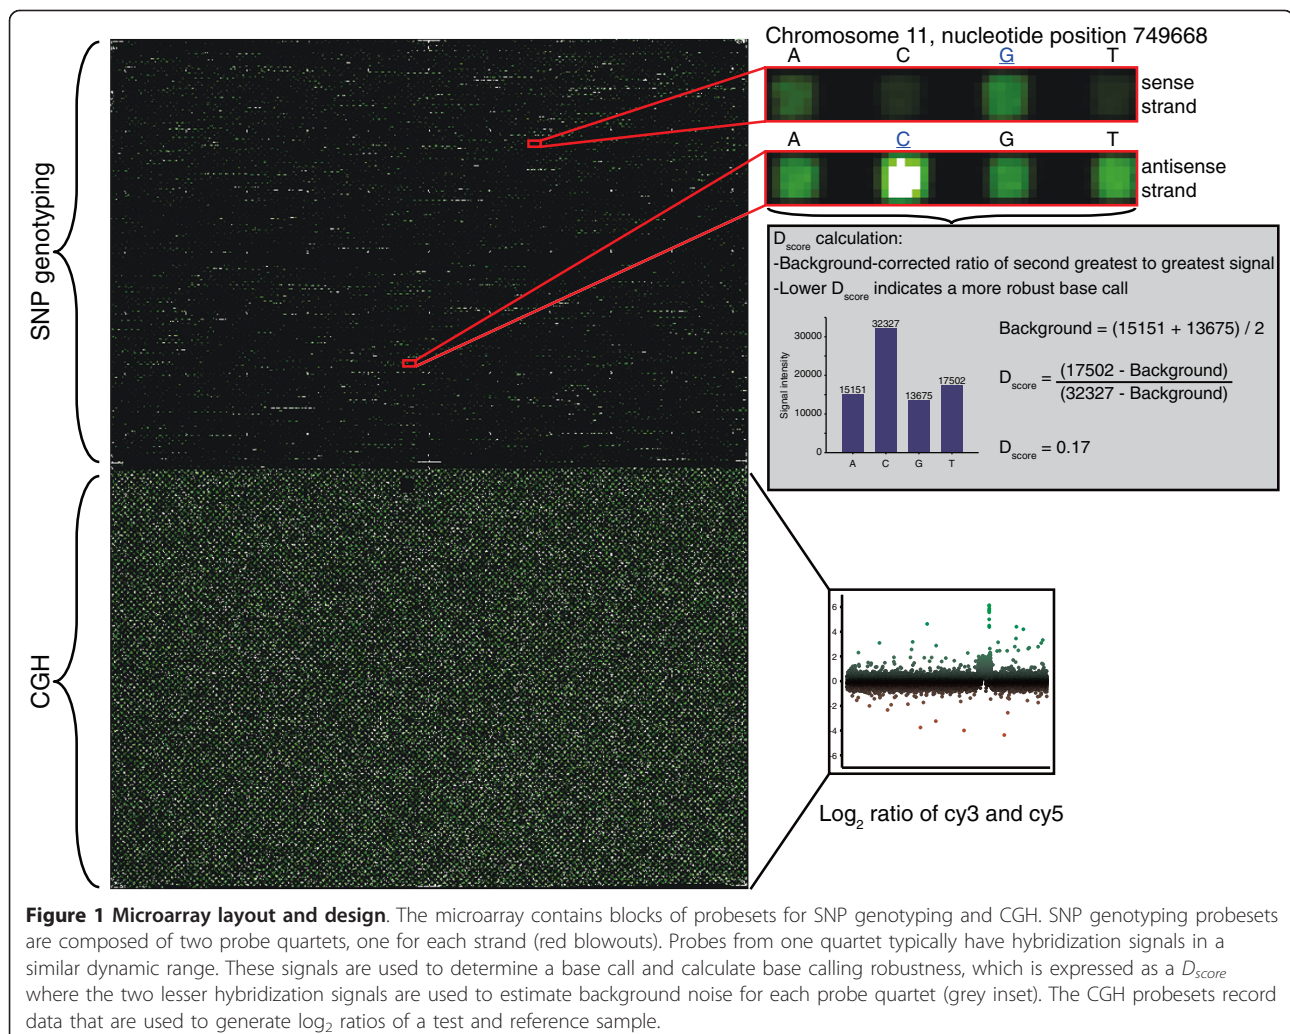 SNP genotyping
CGH
Chromosome 11, nucleotide position 749668
A C G T
sense
strand
A C G T
antisense
strand
D_score calculation:
-Background-corrected ratio of second greatest to greatest signal
-Lower D_score indicates a more robust base call
Signal intensity
30000
20000
10000
0
15151
32327
13675
17502
A C G T
Background = (15151 + 13675) / 2
D_score = (17502 - Background)
(32327 - Background)
D_score = 0.17
6
4
2
0
-2
-4
-6
Log₂ ratio of cy3 and cy5
Figure 1 Microarray layout and design. The microarray contains blocks of probesets for SNP genotyping and CGH. SNP genotyping probesets
are composed of two probe quartets, one for each strand (red blowouts). Probes from one quartet typically have hybridization signals in a
similar dynamic range. These signals are used to determine a base call and calculate base calling robustness, which is expressed as a D_score
where the two lesser hybridization signals are used to estimate background noise for each probe quartet (grey inset). The CGH probesets record
data that are used to generate log₂ ratios of a test and reference sample.